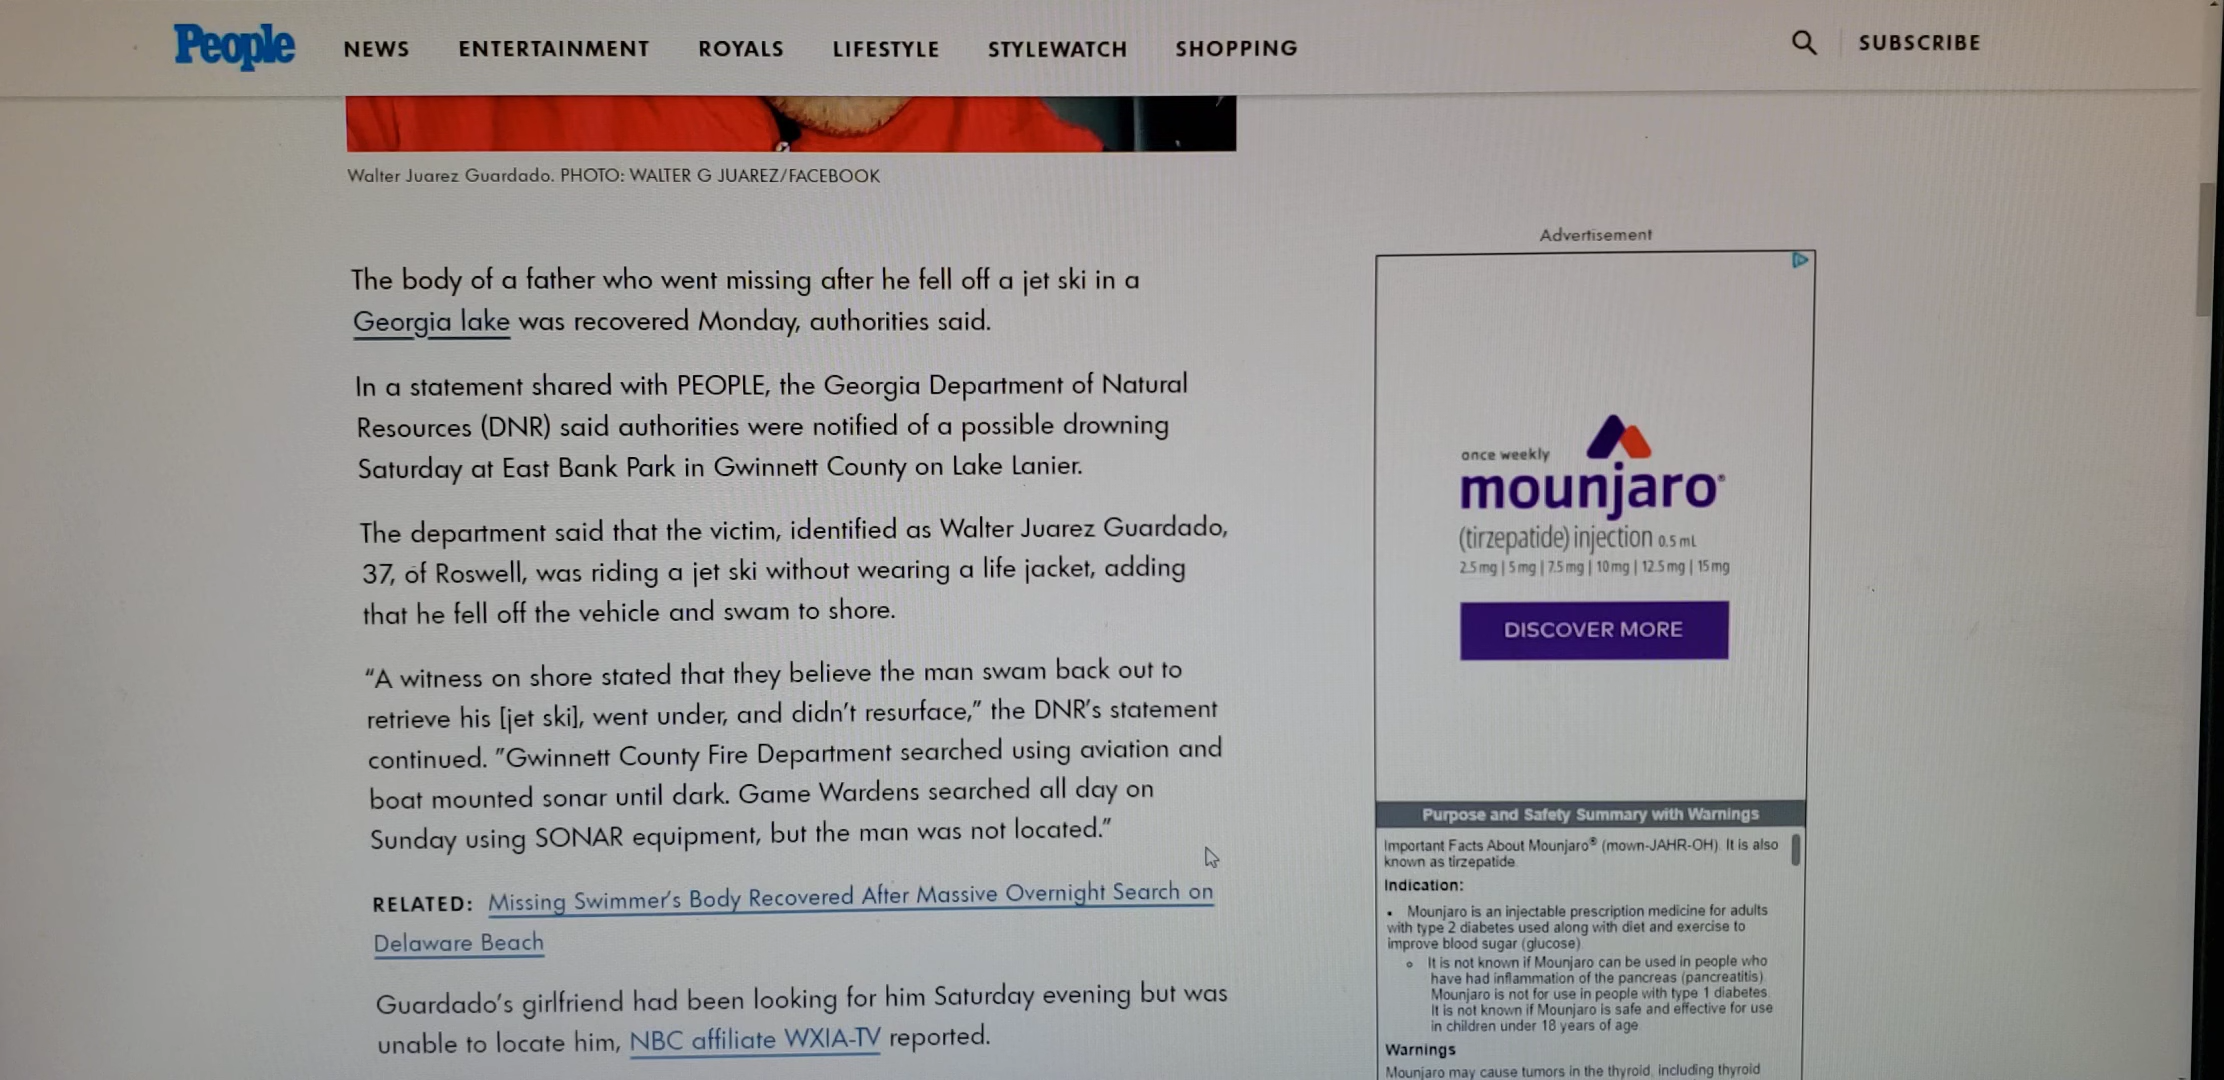 People
NEWS ENTERTAINMENT ROYALS LIFESTYLE STYLEWATCH SHOPPING
SUBSCRIBE
Walter Juarez Guardado. PHOTO: WALTER G JUAREZ/FACEBOOK
The body of a father who went missing after he fell off a jet ski in a
Georgia lake was recovered Monday, authorities said.
In a statement shared with PEOPLE, the Georgia Department of Natural
Resources (DNR) said authorities were notified of a possible drowning
Saturday at East Bank Park in Gwinnett County on Lake Lanier.
The department said that the victim, identified as Walter Juarez Guardado,
37, of Roswell, was riding a jet ski without wearing a life jacket, adding
that he fell off the vehicle and swam to shore.
“A witness on shore stated that they believe the man swam back out to
retrieve his [jet ski], went under, and didn’t resurface,” the DNR’s statement
continued. "Gwinnett County Fire Department searched using aviation and
boat mounted sonar until dark. Game Wardens searched all day on
Sunday using SONAR equipment, but the man was not located.”
RELATED: Missing Swimmer's Body Recovered After Massive Overnight Search on
Delaware Beach
Guardado's girlfriend had been looking for him Saturday evening but was
unable to locate him, NBC affiliate WXIA-TV reported.
Advertisement
once weekly
mounjaro®
(tirzepatide) injection 0.5 mL
2.5 mg | 5 mg | 7.5 mg | 10 mg | 12.5 mg | 15 mg
DISCOVER MORE
Purpose and Safety Summary with Warnings
Important Facts About Mounjaro® (mown-JAHR-OH). It is also
known as tirzepatide.
Indication:
• Mounjaro is an injectable prescription medicine for adults
with type 2 diabetes used along with diet and exercise to
improve blood sugar (glucose).
It is not known if Mounjaro can be used in people who
have had inflammation of the pancreas (pancreatitis).
Mounjaro is not for use in people with type 1 diabetes.
It is not known if Mounjaro is safe and effective for use
in children under 18 years of age.
Warnings
Mounjaro may cause tumors in the thyroid, including thyroid